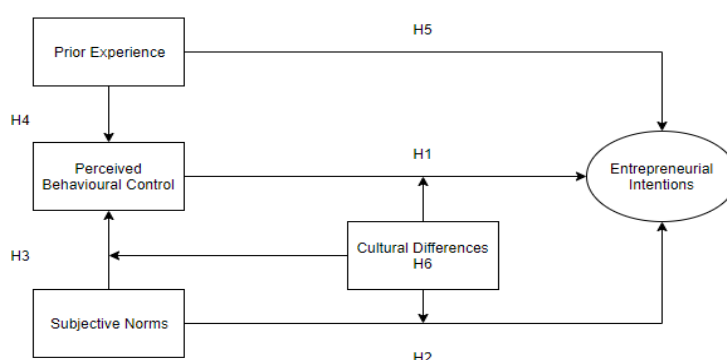 H5
Prior Experience
H4
H1
Perceived
Behavioural Control
Entrepreneurial
Intentions
Cultural Differences
H6
H3
Subjective Norms
H2